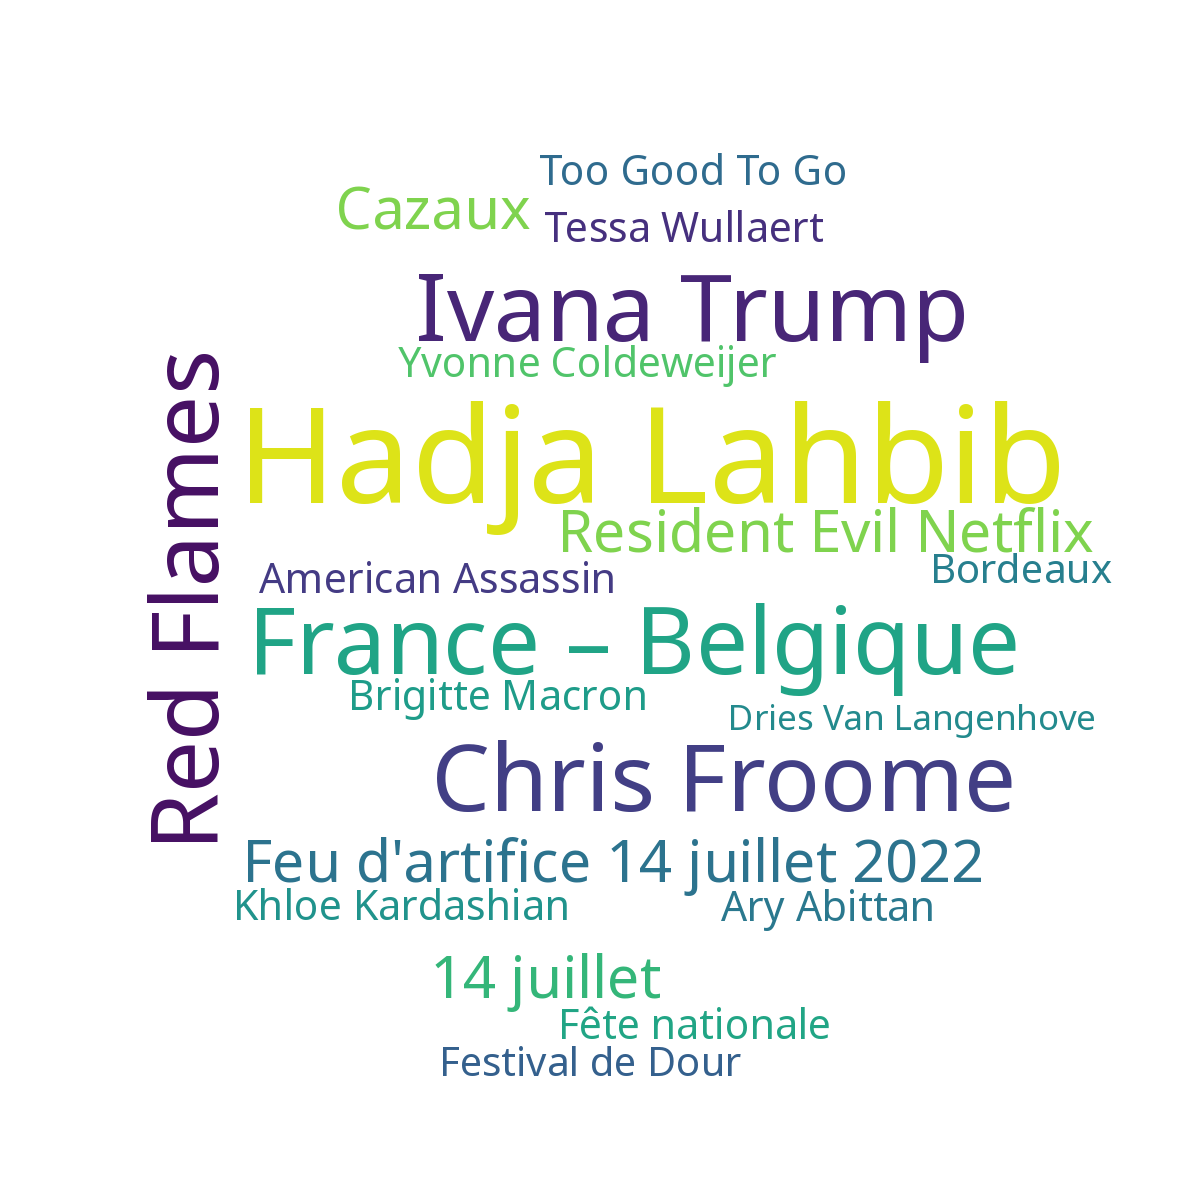 Too Good To Go
Cazaux
Tessa Wullaert
Ivana Trump
Yvonne Coldeweijer
Red Flames
Hadja Lahbib
Resident Evil Netflix
Bordeaux
American Assassin
France – Belgique
Brigitte Macron
Dries Van Langenhove
Chris Froome
Feu d'artifice 14 juillet 2022
Khloe Kardashian
Ary Abittan
14 juillet
Fête nationale
Festival de Dour